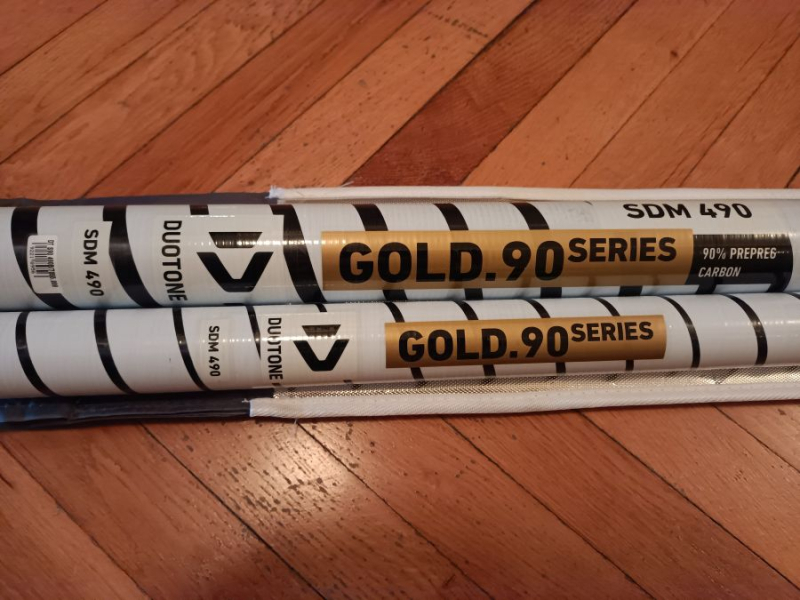 SDM 490
SDM 490
DUOTONE
GOLD.90 SERIES
90% PREPREG
CARBON
SDM 490
DUOTONE
GOLD.90 SERIES